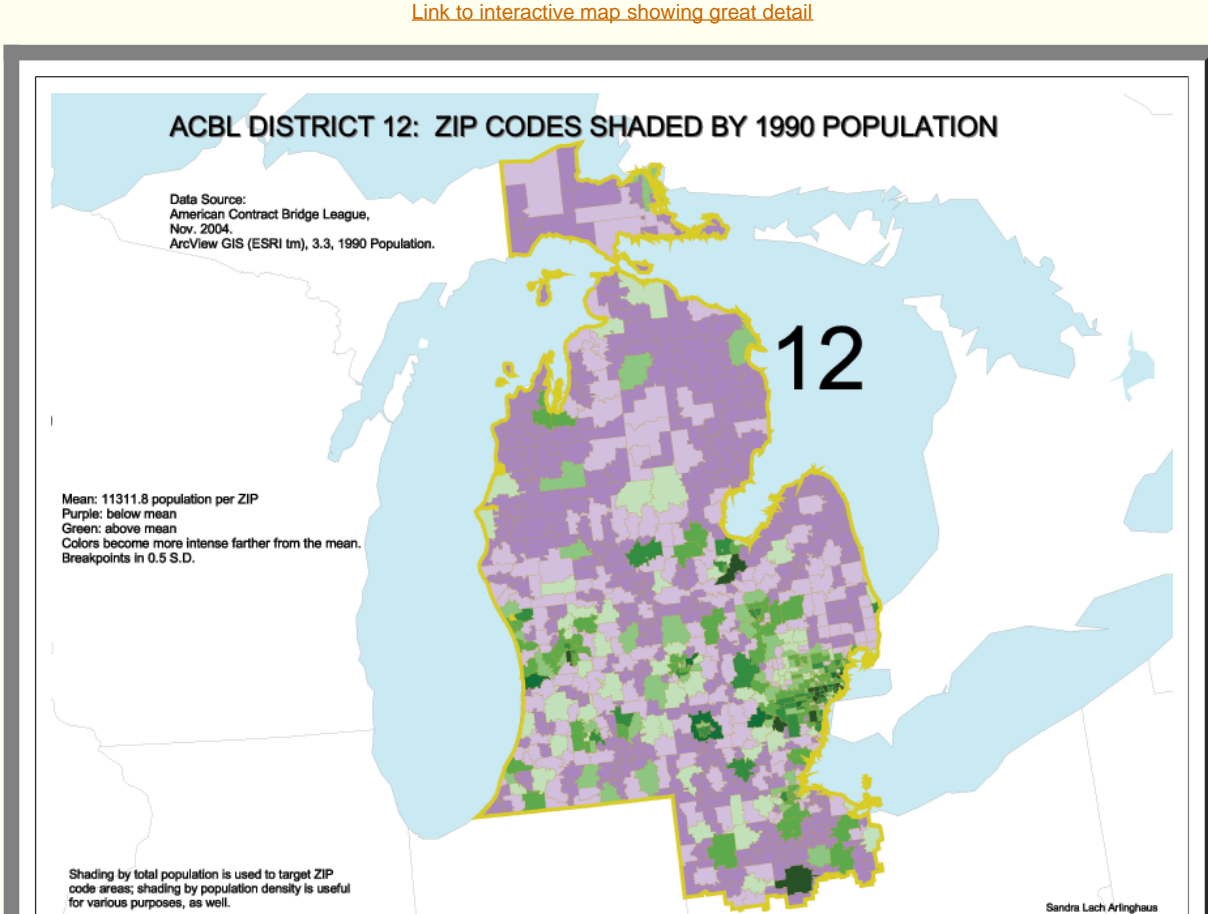 Link to interactive map showing great detail
ACBL DISTRICT 12: ZIP CODES SHADED BY 1990 POPULATION
Data Source:
American Contract Bridge League,
Nov. 2004.
ArcView GIS (ESRI tm), 3.3, 1990 Population.
12
Mean: 11311.8 population per ZIP
Purple: below mean
Green: above mean
Colors become more intense farther from the mean.
Breakpoints in 0.5 S.D.
Shading by total population is used to target ZIP
code areas; shading by population density is useful
for various purposes, as well.
Sandra Lach Arlinghaus